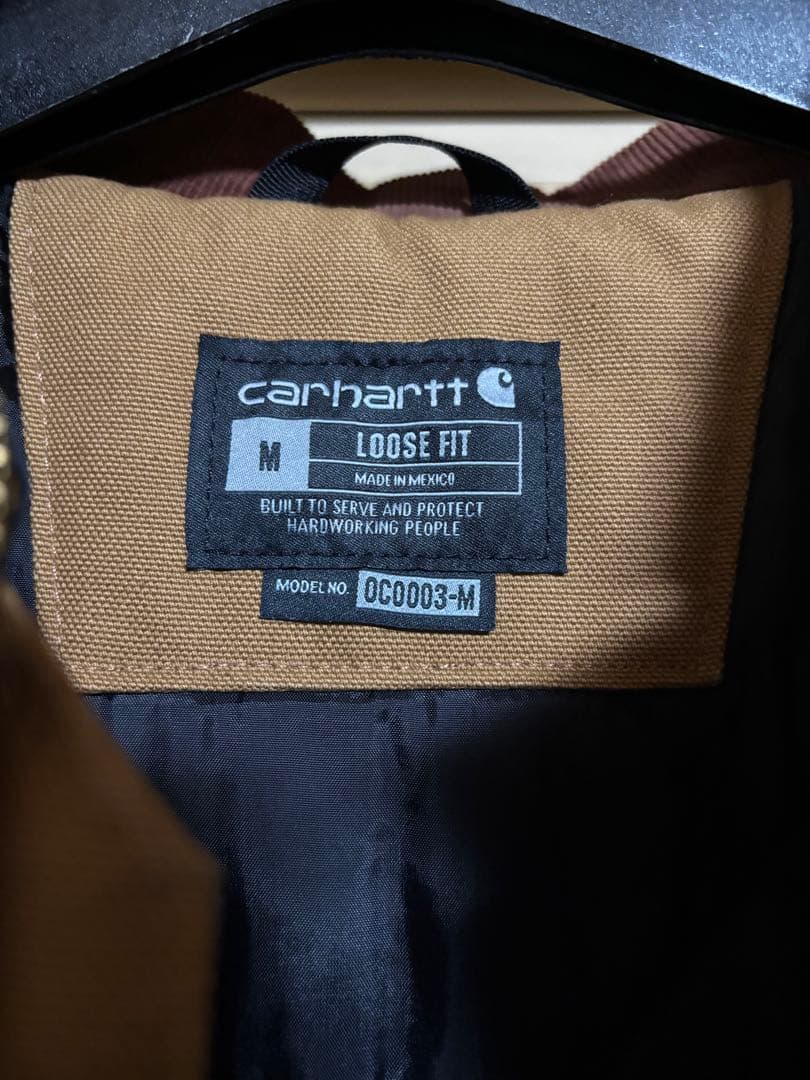 carhartt
M
LOOSE FIT
MADE IN MEXICO
BUILT TO SERVE AND PROTECT
HARDWORKING PEOPLE
MODEL NO. OC0003-M